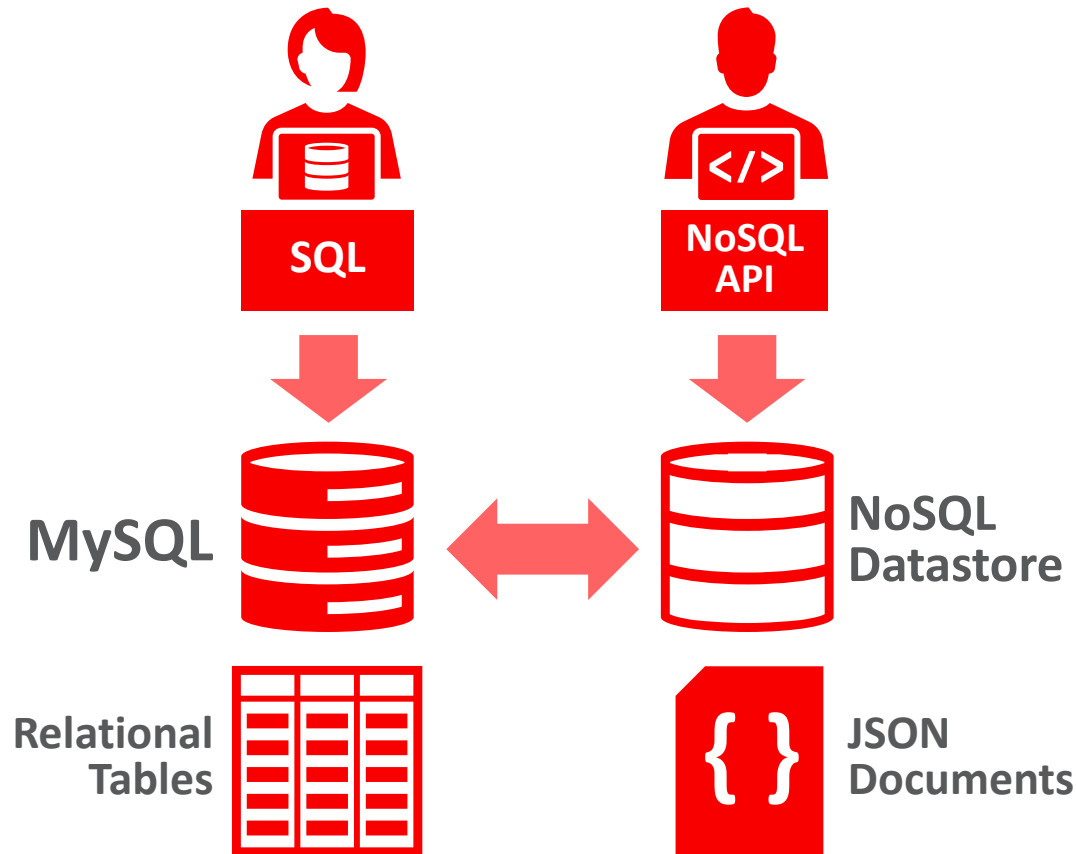 SQL
NoSQL
API
</>
MySQL
NoSQL
Datastore
Relational
Tables
{ }
JSON
Documents